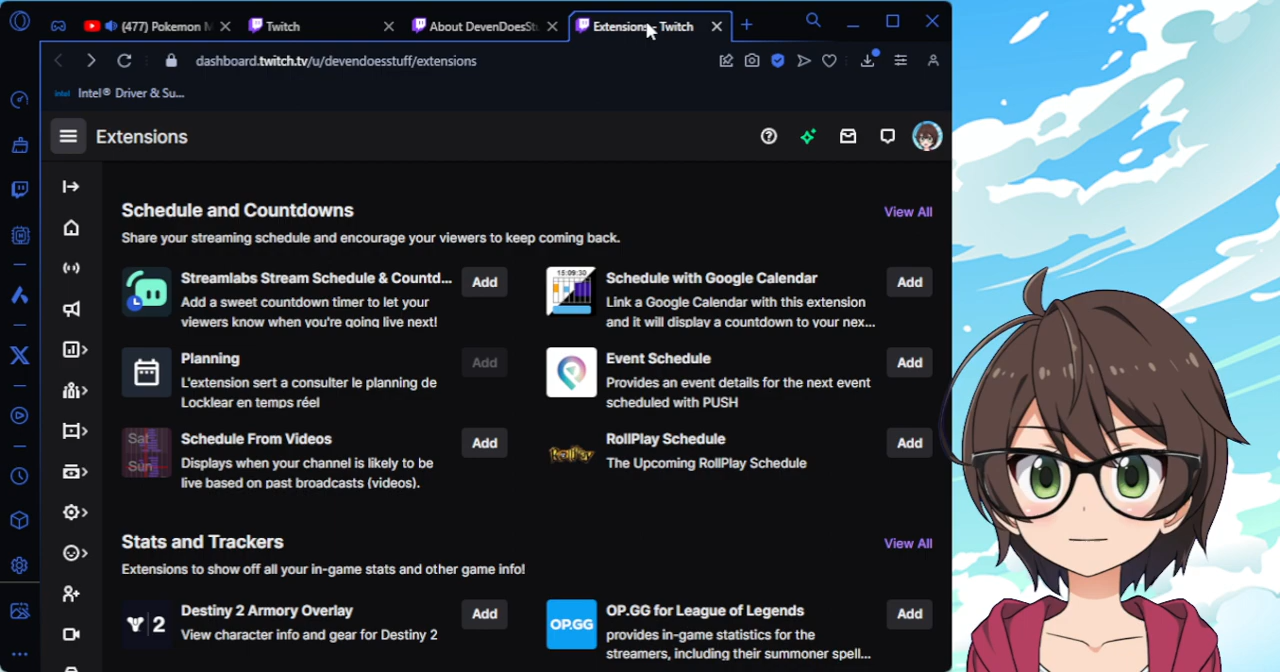 (477) Pokemon M
Twitch
About DevenDoesSt
Extensions - Twitch
dashboard.twitch.tv/u/devendoesstuff/extensions
intel Intel® Driver & Su...
Extensions
Schedule and Countdowns
View All
Share your streaming schedule and encourage your viewers to keep coming back.
Streamlabs Stream Schedule & Countd...
Add
Add a sweet countdown timer to let your
viewers know when you're going live next!
15:09:30
Schedule with Google Calendar
Add
Link a Google Calendar with this extension
and it will display a countdown to your nex...
Planning
Add
L'extension sert a consulter le planning de
Locklear en temps réel
Event Schedule
Add
Provides an event details for the next event
scheduled with PUSH
Sat
Sun
Schedule From Videos
Add
Displays when your channel is likely to be
live based on past broadcasts (videos).
RollPlay
RollPlay Schedule
Add
The Upcoming RollPlay Schedule
Stats and Trackers
View All
Extensions to show off all your in-game stats and other game info!
2
Destiny 2 Armory Overlay
Add
View character info and gear for Destiny 2
OP.GG
OP.GG for League of Legends
Add
provides in-game statistics for the
streamers, including their summoner spell...